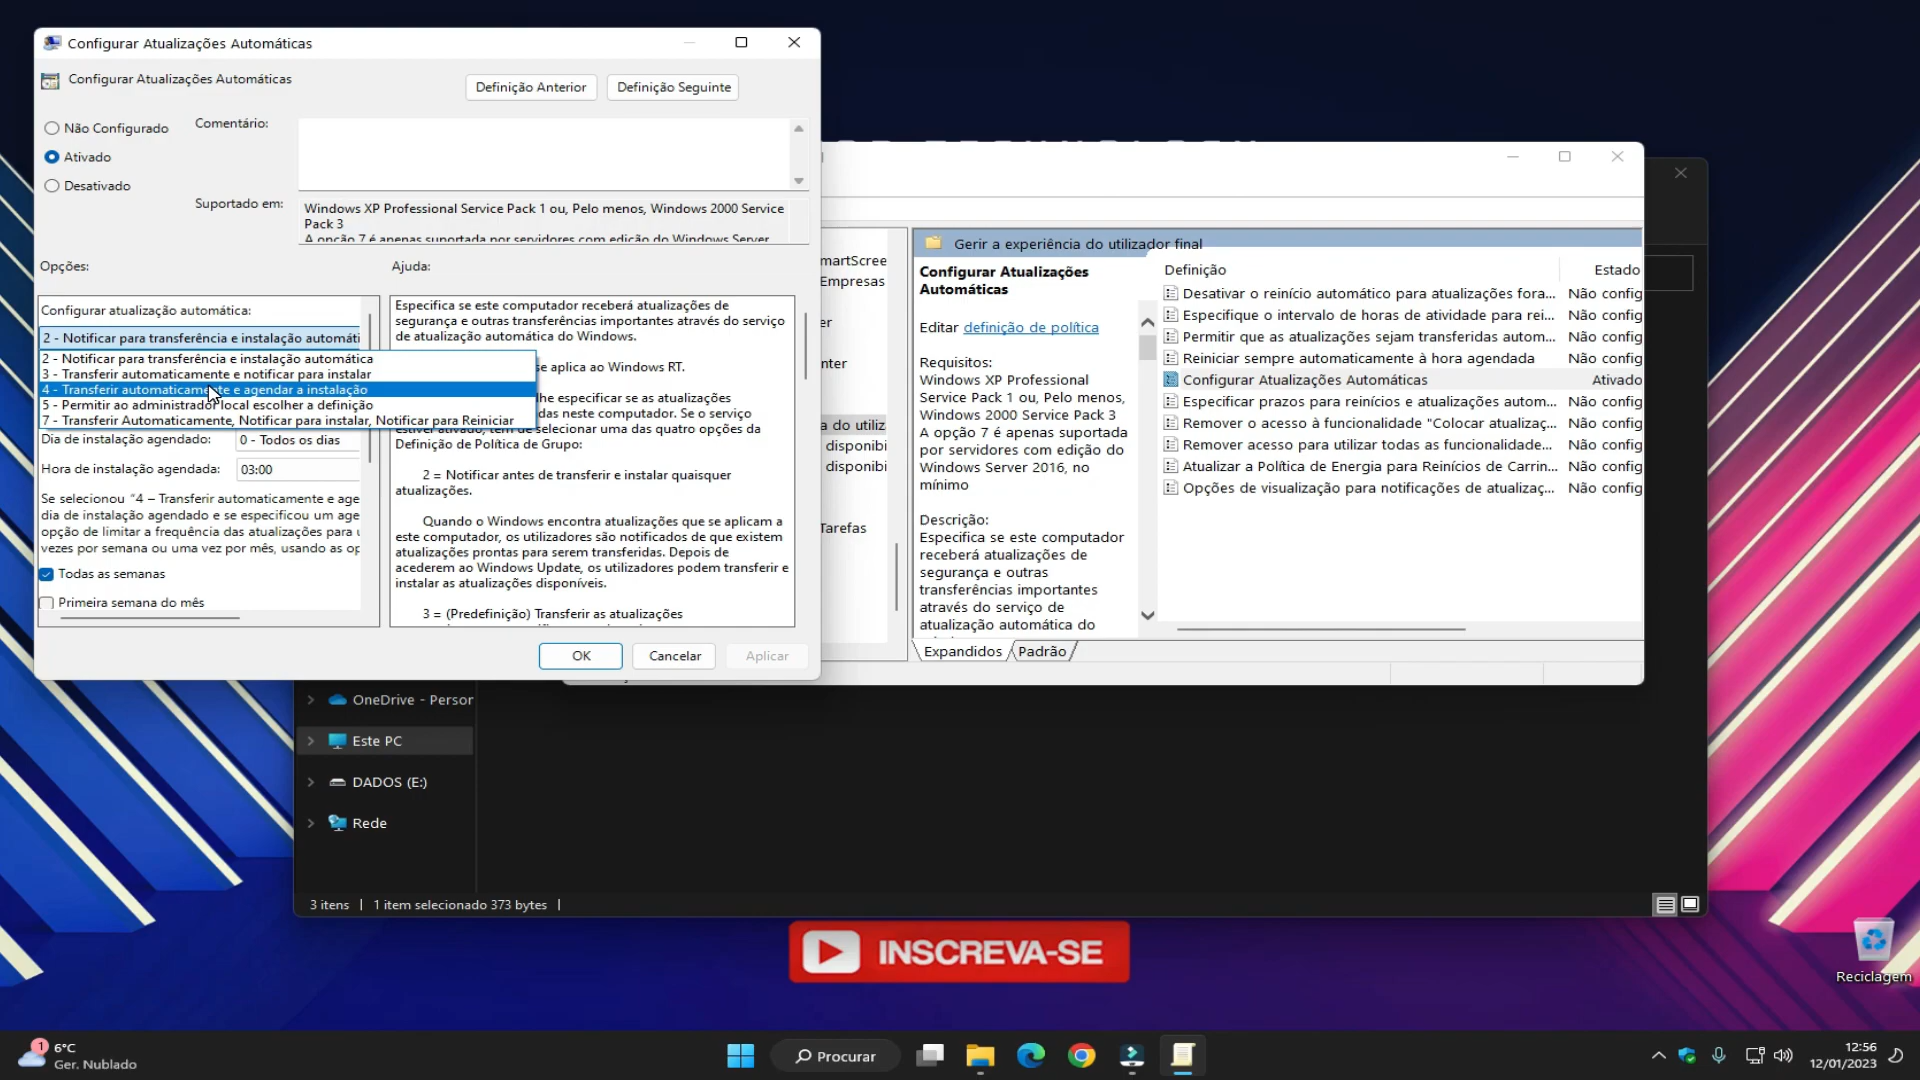 Configurar Atualizações Automáticas
Configurar Atualizações Automáticas
Definição Anterior
Definição Seguinte
Não Configurado
Ativado
Desativado
Comentário:
Suportado em:
Windows XP Professional Service Pack 1 ou, Pelo menos, Windows 2000 Service
Pack 3
A opção 7 é apenas suportada por servidores com edição do Windows Server
Opções:
Ajuda:
Configurar atualização automática:
2 - Notificar para transferência e instalação automáti
2 - Notificar para transferência e instalação automática
3 - Transferir automaticamente e notificar para instalar
4 - Transferir automaticamente e agendar a instalação
5 - Permitir ao administrador local escolher a definição
7 - Transferir Automaticamente, Notificar para instalar, Notificar para Reiniciar
Dia de instalação agendado:
0 - Todos os dias
Hora de instalação agendada:
03:00
Se selecionou "4 – Transferir automaticamente e age
dia de instalação agendado e se especificou um age
opção de limitar a frequência das atualizações para u
vezes por semana ou uma vez por mês, usando as op
Todas as semanas
Primeira semana do mês
Especifica se este computador receberá atualizações de
segurança e outras transferências importantes através do serviço
de atualização automática do Windows.
se aplica ao Windows RT.
lhe especificar se as atualizações
das neste computador. Se o serviço
estiver ativado, tem de selecionar uma das quatro opções da
Definição de Política de Grupo:
2 = Notificar antes de transferir e instalar quaisquer
atualizações.
Quando o Windows encontra atualizações que se aplicam a
este computador, os utilizadores são notificados de que existem
atualizações prontas para serem transferidas. Depois de
acederem ao Windows Update, os utilizadores podem transferir e
instalar as atualizações disponíveis.
3 = (Predefinição) Transferir as atualizações
OK
Cancelar
Aplicar
martScree
Empresas
er
nter
a do utiliz
disponibi
disponibi
Tarefas
Gerir a experiência do utilizador final
Configurar Atualizações
Automáticas
Editar definição de política
Requisitos:
Windows XP Professional
Service Pack 1 ou, Pelo menos,
Windows 2000 Service Pack 3
A opção 7 é apenas suportada
por servidores com edição do
Windows Server 2016, no
mínimo
Descrição:
Especifica se este computador
receberá atualizações de
segurança e outras
transferências importantes
através do serviço de
atualização automática do
Definição
Estado
Desativar o reinício automático para atualizações fora...
Não config
Especifique o intervalo de horas de atividade para rei...
Não config
Permitir que as atualizações sejam transferidas autom...
Não config
Reiniciar sempre automaticamente à hora agendada
Não config
Configurar Atualizações Automáticas
Ativado
Especificar prazos para reinícios e atualizações autom...
Não config
Remover o acesso à funcionalidade "Colocar atualizaç...
Não config
Remover acesso para utilizar todas as funcionalidade...
Não config
Atualizar a Política de Energia para Reinícios de Carrin...
Não config
Opções de visualização para notificações de atualizaç...
Não config
Expandidos
Padrão
OneDrive - Person
Este PC
DADOS (E:)
Rede
3 itens
1 item selecionado 373 bytes
INSCREVA-SE
Reciclagem
1
6°C
Ger. Nublado
Procurar
12:56
12/01/2023